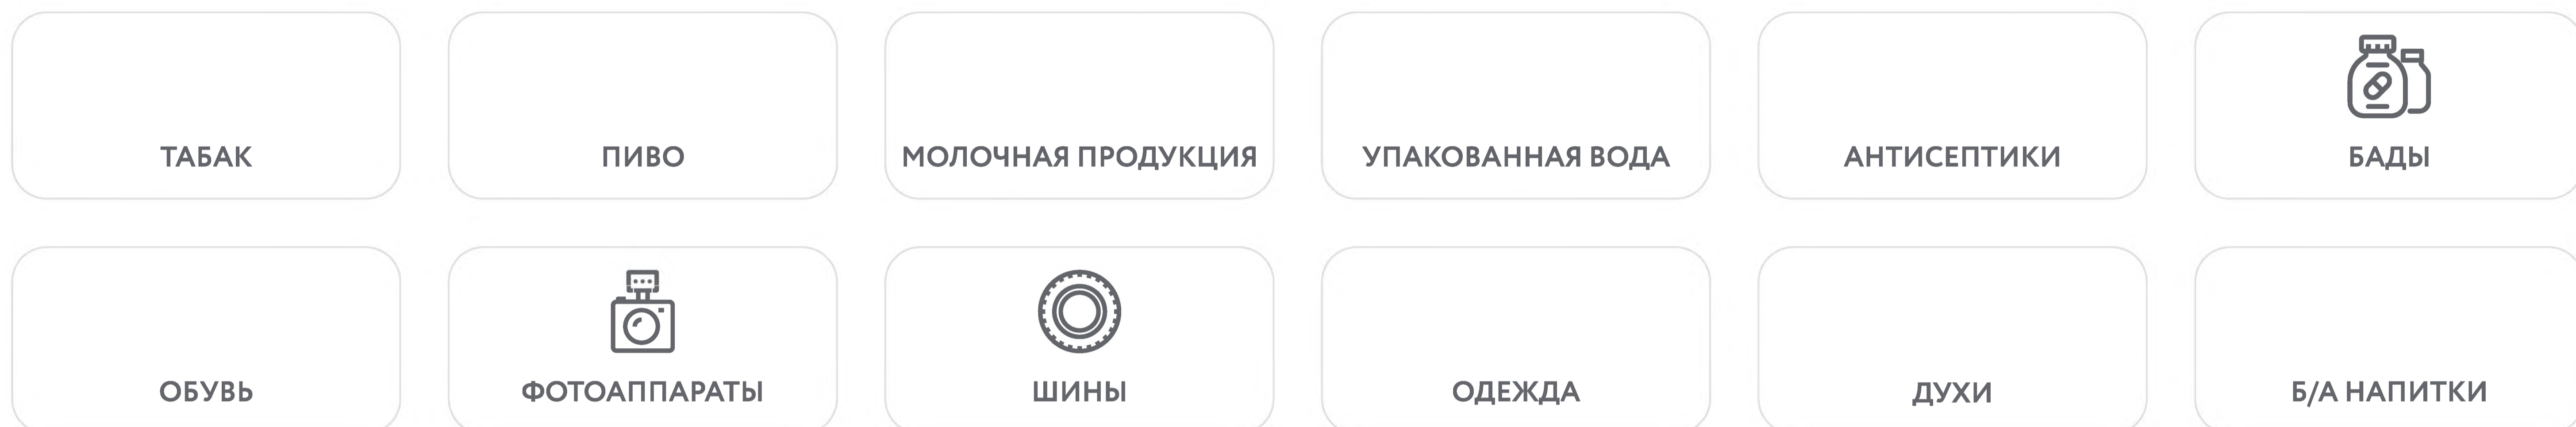 ТАБАК
ПИВО
МОЛОЧНАЯ ПРОДУКЦИЯ
УПАКОВАННАЯ ВОДА
АНТИСЕПТИКИ
БАДЫ
ОБУВЬ
ФОТОАППАРАТЫ
ШИНЫ
ОДЕЖДА
ДУХИ
Б/А НАПИТКИ